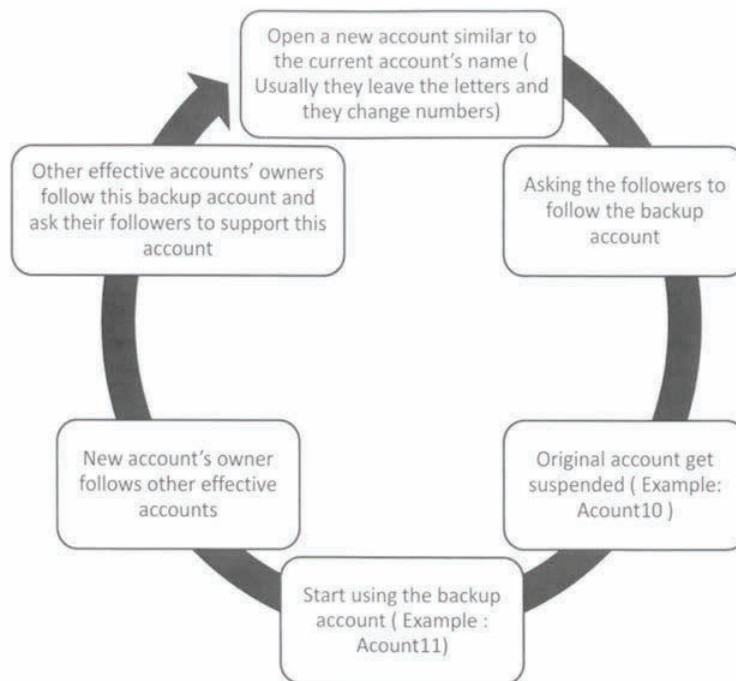 Open a new account similar to
the current account's name (
Usually they leave the letters and
they change numbers)
Asking the followers to
follow the backup
account
Original account get
suspended ( Example:
Acount10 )
Start using the backup
account ( Example :
Acount11)
New account's owner
follows other effective
accounts
Other effective accounts' owners
follow this backup account and
ask their followers to support this
account